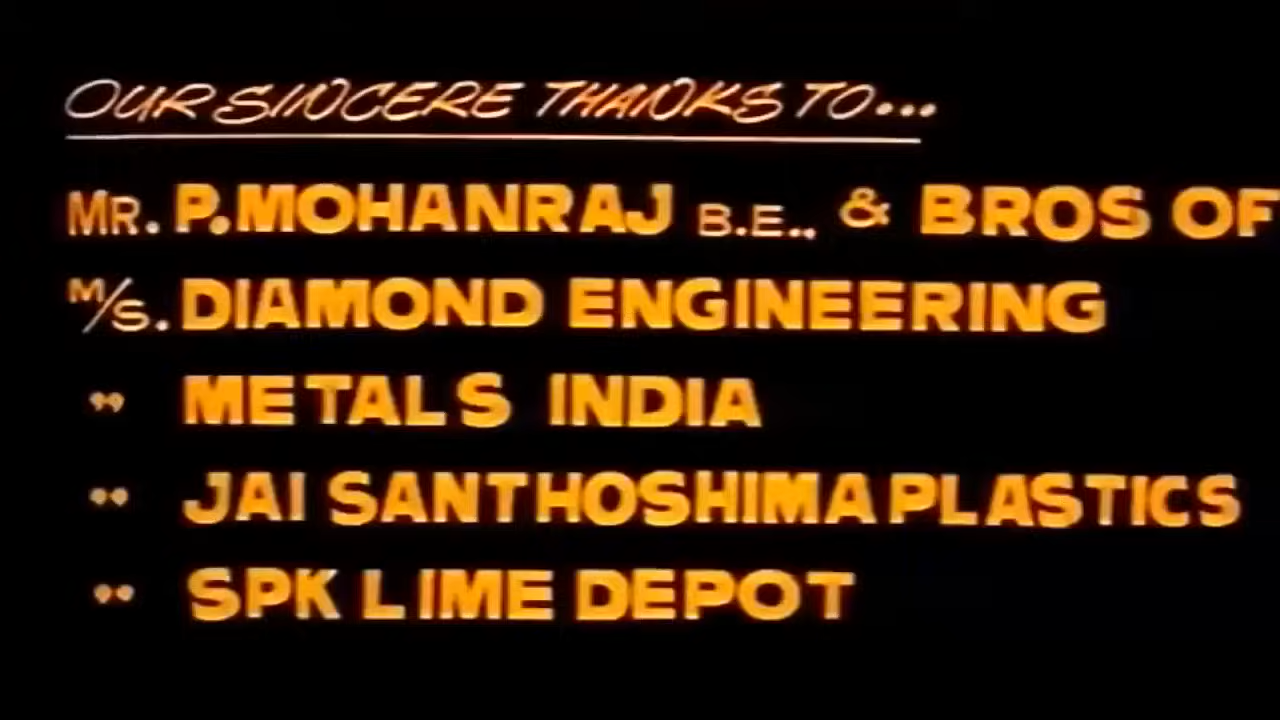 OUR SINCERE THANKS TO...
MR. P.MOHANRAJ B.E.. & BROS OF
M/S. DIAMOND ENGINEERING
" METALS INDIA
" JAI SANTHOSHIMA PLASTICS
" SPK LIME DEPOT